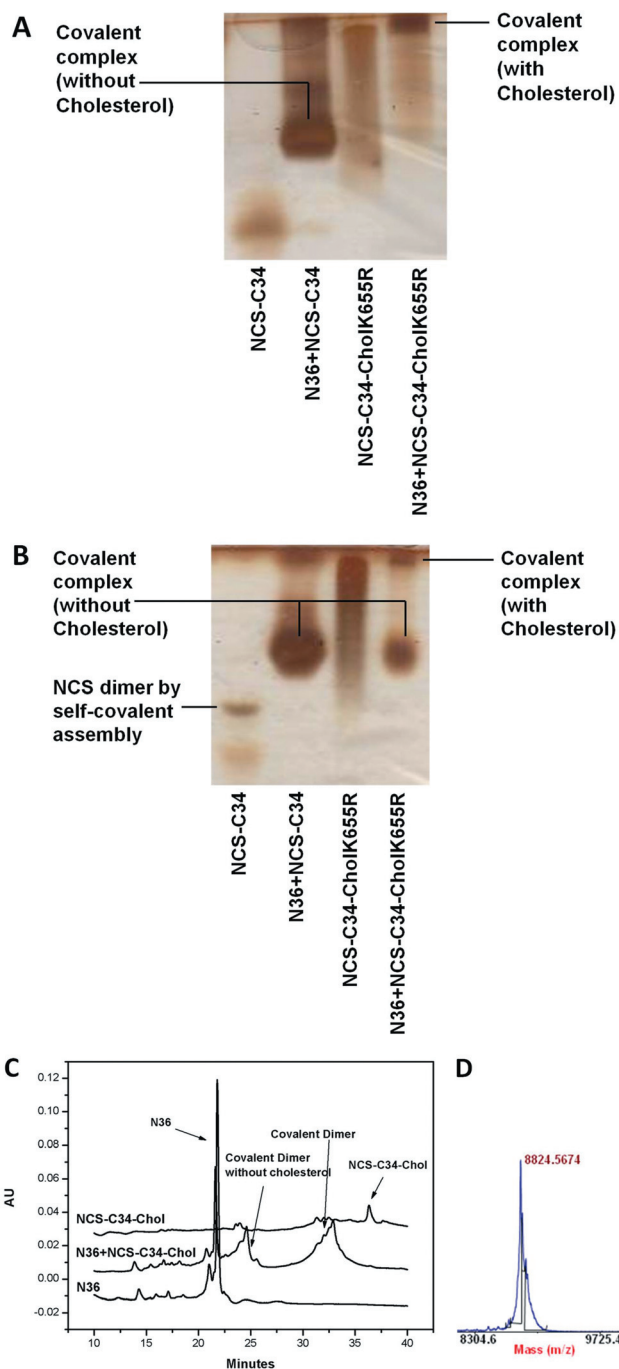 A
Covalent
complex
(without
Cholesterol)
Covalent
complex
(with
Cholesterol)
NCS-C34
N36+NCS-C34
NCS-C34-CholK655R
N36+NCS-C34-CholK655R
B
Covalent
complex
(without
Cholesterol)
Covalent
complex
(with
Cholesterol)
NCS dimer by
self-covalent
assembly
NCS-C34
N36+NCS-C34
NCS-C34-CholK655R
N36+NCS-C34-CholK655R
C
AU
0.12
0.10
0.08
0.06
0.04
0.02
0.00
-0.02
N36
Covalent Dimer
Covalent Dimer
without cholesterol
NCS-C34-Chol
NCS-C34-Chol
N36+NCS-C34-Chol
N36
10 15 20 25 30 35 40
Minutes
D
8824.5674
8304.6 9725.4
Mass (m/z)